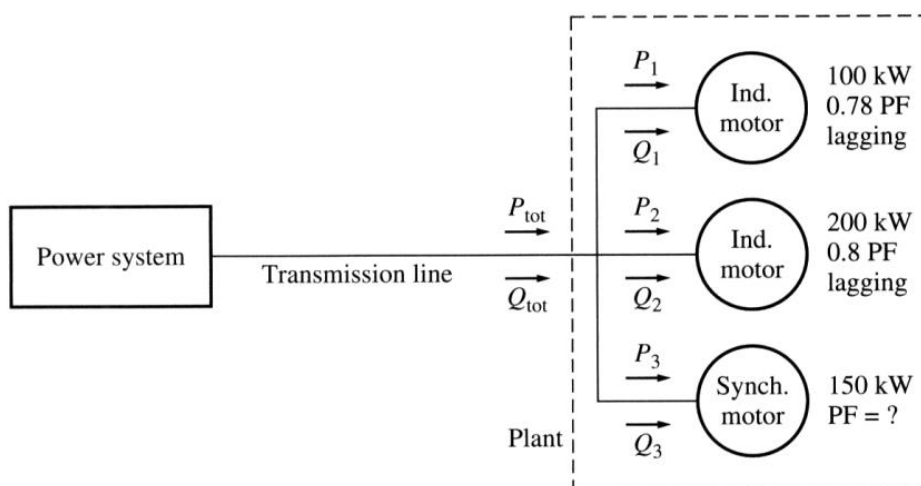 P1
100 kW
Ind.
motor
0.78 PF
lagging
Q1
Ptot
P2
200 kW
Power system
Ind.
motor
0.8 PF
Transmission line
lagging
Qtot
Q2
P3
Synch.
motor
150 kW
PF = ?
Plant
Q3